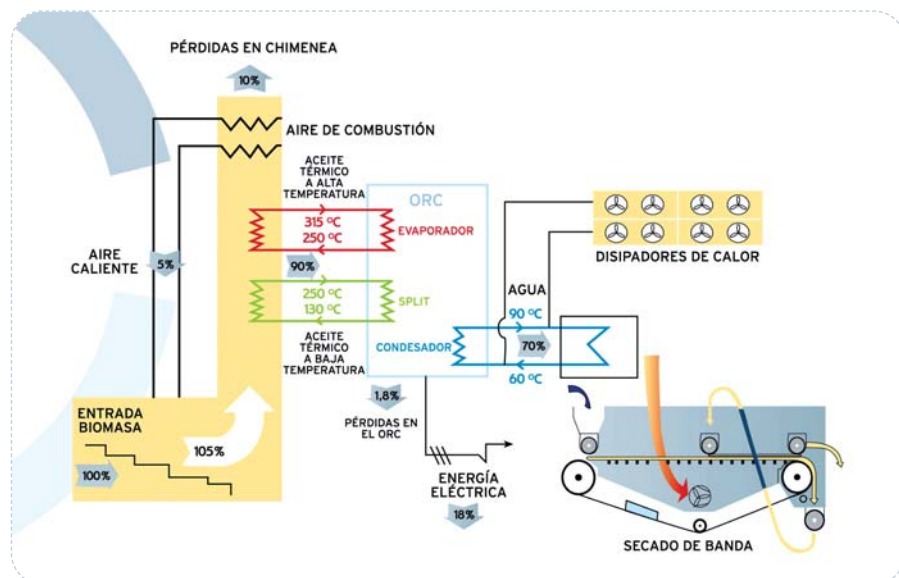 PÉRDIDAS EN CHIMENEA
10%
AIRE DE COMBUSTIÓN
ACEITE
TÉRMICO
A ALTA
TEMPERATURA
ORC
315 ºC
250 ºC
EVAPORADOR
AIRE
CALIENTE
5%
90%
250 ºC
130 ºC
SPLIT
ACEITE
TÉRMICO
A BAJA
TEMPERATURA
DISIPADORES DE CALOR
AGUA
90 ºC
CONDESADOR
70%
60 ºC
1,8%
PÉRDIDAS EN
EL ORC
ENTRADA
BIOMASA
105%
100%
ENERGÍA
ELÉCTRICA
18%
SECADO DE BANDA